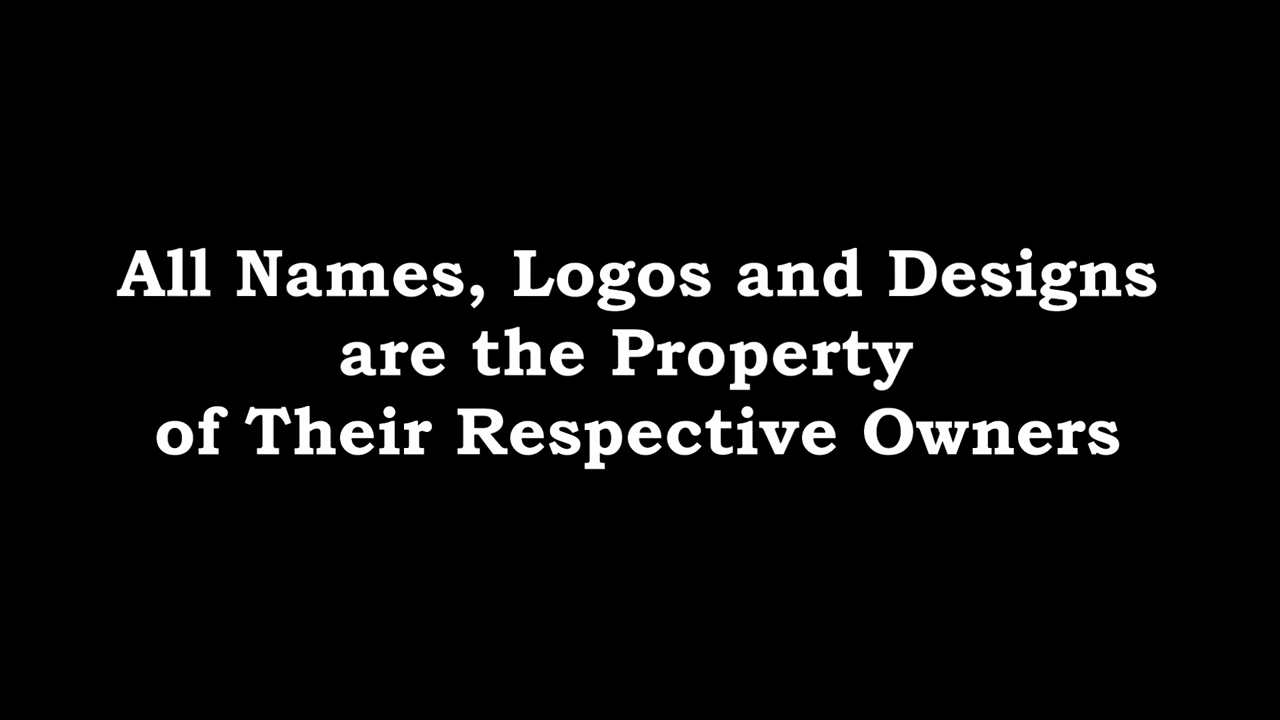 All Names, Logos and Designs
are the Property
of Their Respective Owners